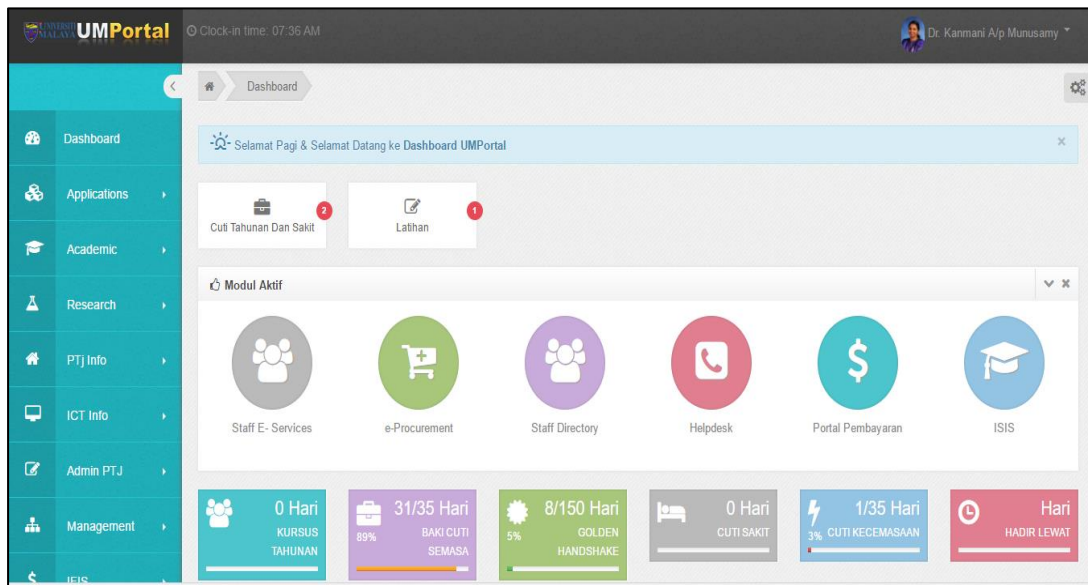 UNIVERSITI
MALAYA
UMPortal
Clock-in time: 07:36 AM
Dr. Kanmani A/p Munusamy
Dashboard
Dashboard
Applications
Academic
Research
PTj Info
ICT Info
Admin PTJ
Management
IFIS
Selamat Pagi & Selamat Datang ke Dashboard UMPortal
2
Cuti Tahunan Dan Sakit
1
Latihan
Modul Aktif
Staff E- Services
e-Procurement
Staff Directory
Helpdesk
Portal Pembayaran
ISIS
0 Hari
KURSUS
TAHUNAN
31/35 Hari
89%
BAKI CUTI
SEMASA
8/150 Hari
5%
GOLDEN
HANDSHAKE
0 Hari
CUTI SAKIT
1/35 Hari
3% CUTI KECEMASAAN
Hari
HADIR LEWAT